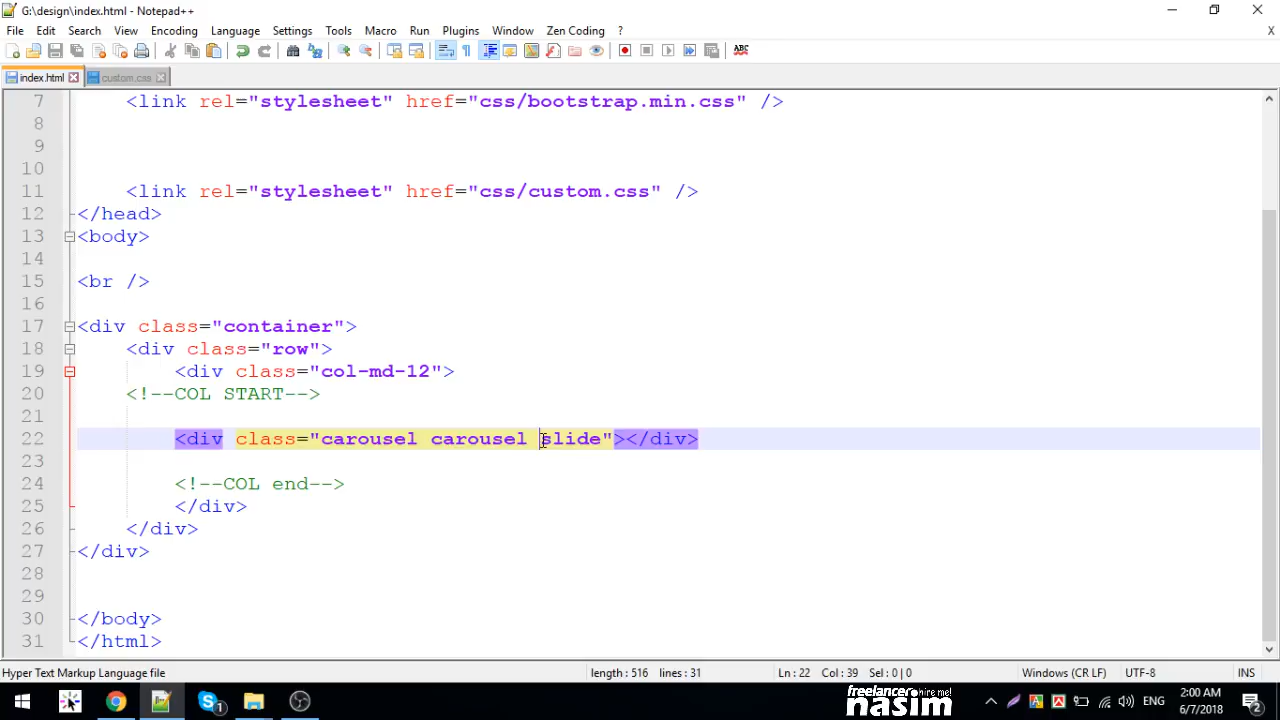 G:\design\index.html - Notepad++
File Edit Search View Encoding Language Settings Tools Macro Run Plugins Window Zen Coding ? X
ABC
index.html custom.css
7 <link rel="stylesheet" href="css/bootstrap.min.css" />
8
9
10
11 <link rel="stylesheet" href="css/custom.css" />
12 </head>
13 <body>
14
15 <br />
16
17 <div class="container">
18 <div class="row">
19 <div class="col-md-12">
20 <!--COL START-->
21
22 <div class="carousel carousel slide"></div>
23
24 <!--COL end-->
25 </div>
26 </div>
27 </div>
28
29
30 </body>
31 </html>
Hyper Text Markup Language file length : 516 lines : 31 Ln : 22 Col : 39 Sel : 0 | 0 Windows (CR LF) UTF-8 INS
freelancer hire me!
nasim
ENG
2:00 AM
6/7/2018